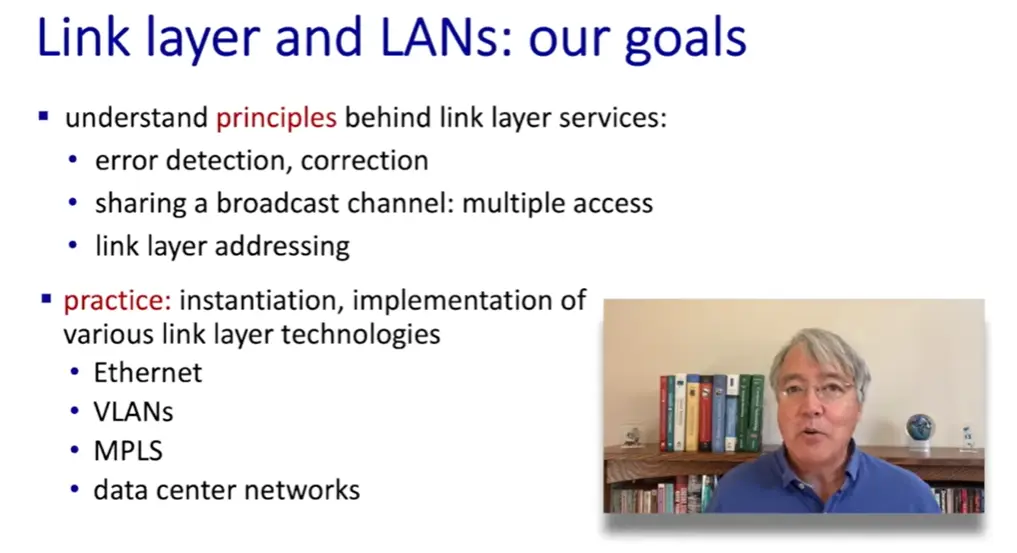 Link layer and LANs: our goals
understand principles behind link layer services:
error detection, correction
sharing a broadcast channel: multiple access
link layer addressing
practice: instantiation, implementation of
various link layer technologies
Ethernet
VLANs
MPLS
data center networks